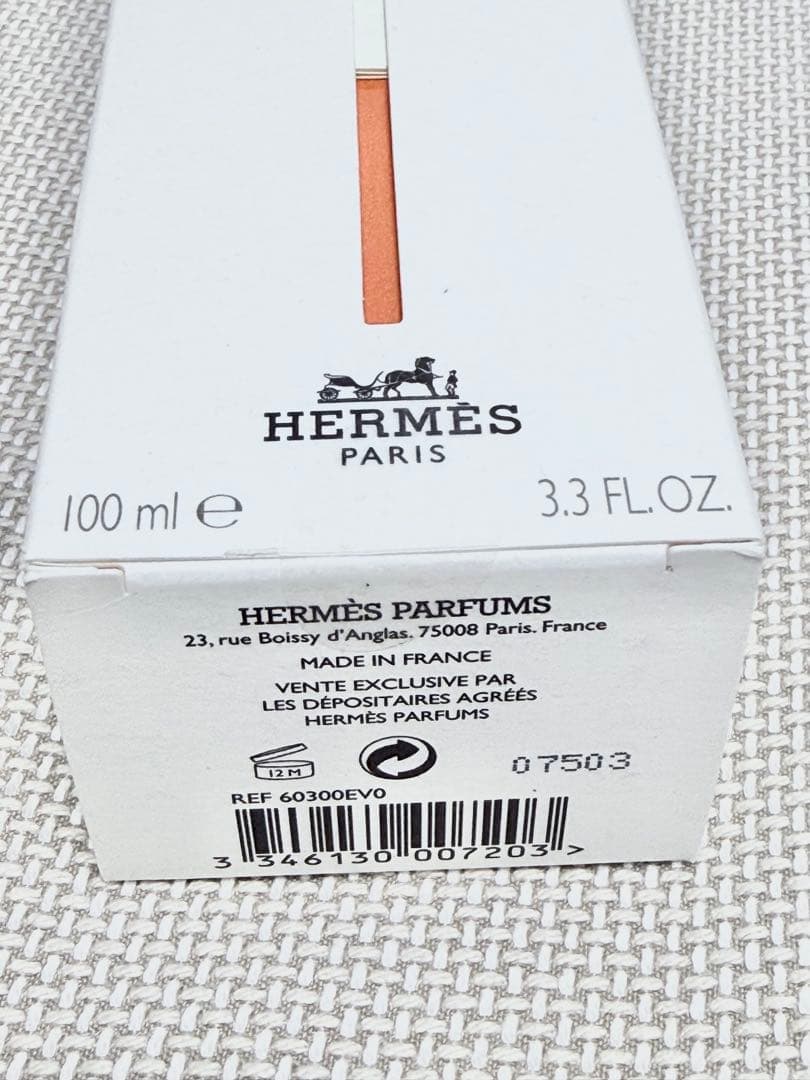 HERMÈS
PARIS
100 ml ℮
3.3 FL.OZ.
HERMÈS PARFUMS
23, rue Boissy d'Anglas. 75008 Paris. France
MADE IN FRANCE
VENTE EXCLUSIVE PAR
LES DÉPOSITAIRES AGRÉÉS
HERMÈS PARFUMS
12 M
07503
REF 60300EV0
3 346130 007203 >